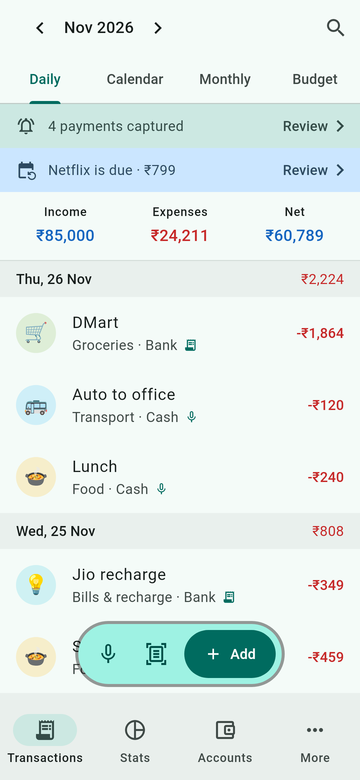 Nov 2026
Daily
Calendar
Monthly
Budget
4 payments captured
Review
Netflix is due · ₹799
Review
Income
Expenses
Net
₹85,000
₹24,211
₹60,789
Thu, 26 Nov
₹2,224
DMart
-₹1,864
Groceries · Bank
Auto to office
-₹120
Transport · Cash
Lunch
-₹240
Food · Cash
Wed, 25 Nov
₹808
Jio recharge
-₹349
Bills & recharge · Bank
-₹459
+ Add
Transactions
Stats
Accounts
More